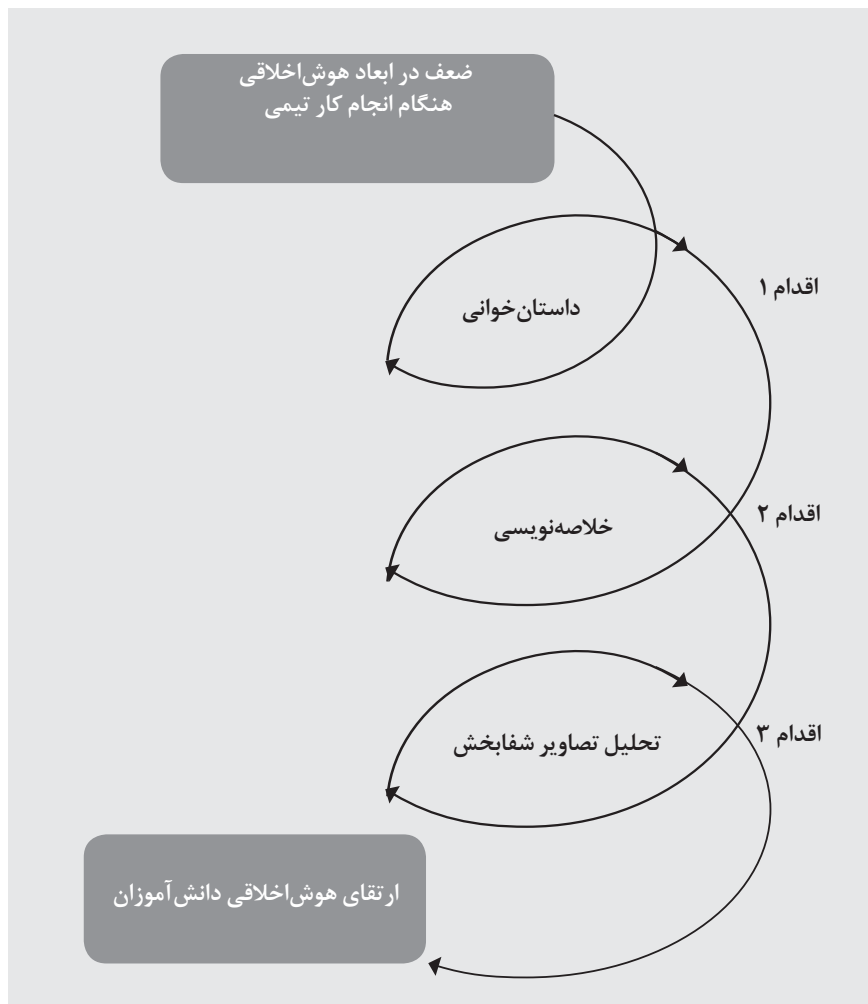 ضعف در ابعاد هوش‌اخلاقی
هنگام انجام کار تیمی
اقدام ۱
داستان‌خوانی
اقدام ۲
خلاصه‌نویسی
اقدام ۳
تحلیل تصاویر شفابخش
ارتقای هوش‌اخلاقی دانش‌آموزان